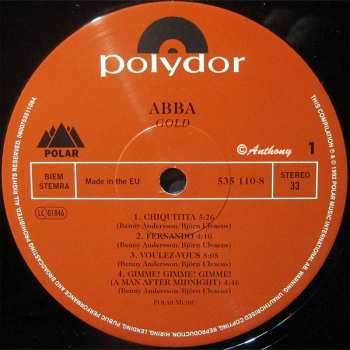 polydor
ABBA
GOLD
POLAR
©Anthony
1
BIEM
STEMRA
Made in the EU
535 110-8
STEREO
33
LC 01846
1. CHIQUITITA 5:26
(Benny Andersson/Björn Ulvaeus)
2. FERNANDO 4:10
(Benny Andersson/Björn Ulvaeus)
3. VOULEZ-VOUS 5:08
(Benny Andersson/Björn Ulvaeus)
4. GIMME! GIMME! GIMME!
(A MAN AFTER MIDNIGHT) 4:46
(Benny Andersson/Björn Ulvaeus)
POLAR MUSIC